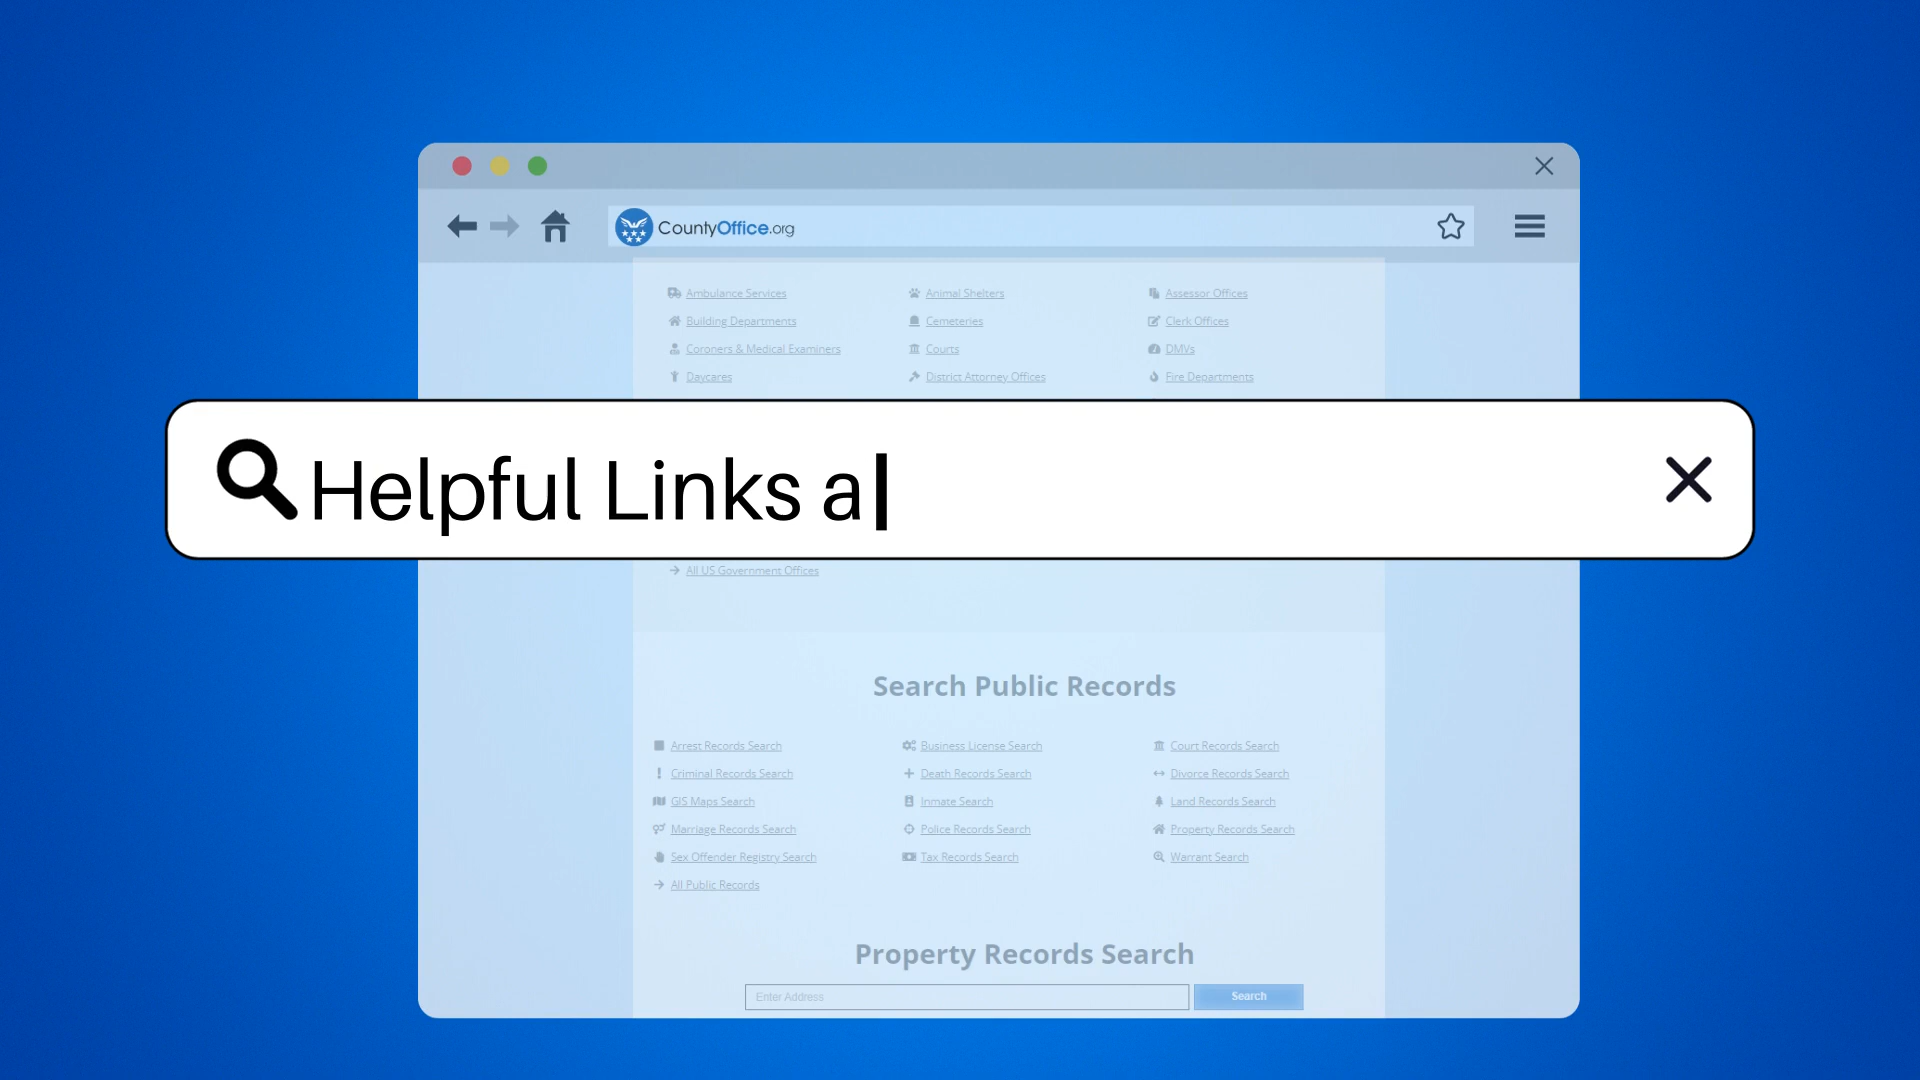 CountyOffice.org
Ambulance Services Animal Shelters Assessor Offices
Building Departments Cemeteries Clerk Offices
Coroners & Medical Examiners Courts DMVs
Daycares District Attorney Offices Fire Departments
Helpful Links a
All US Government Offices
Search Public Records
Arrest Records Search Business License Search Court Records Search
Criminal Records Search Death Records Search Divorce Records Search
GIS Maps Search Inmate Search Land Records Search
Marriage Records Search Police Records Search Property Records Search
Sex Offender Registry Search Tax Records Search Warrant Search
All Public Records
Property Records Search
Enter Address Search